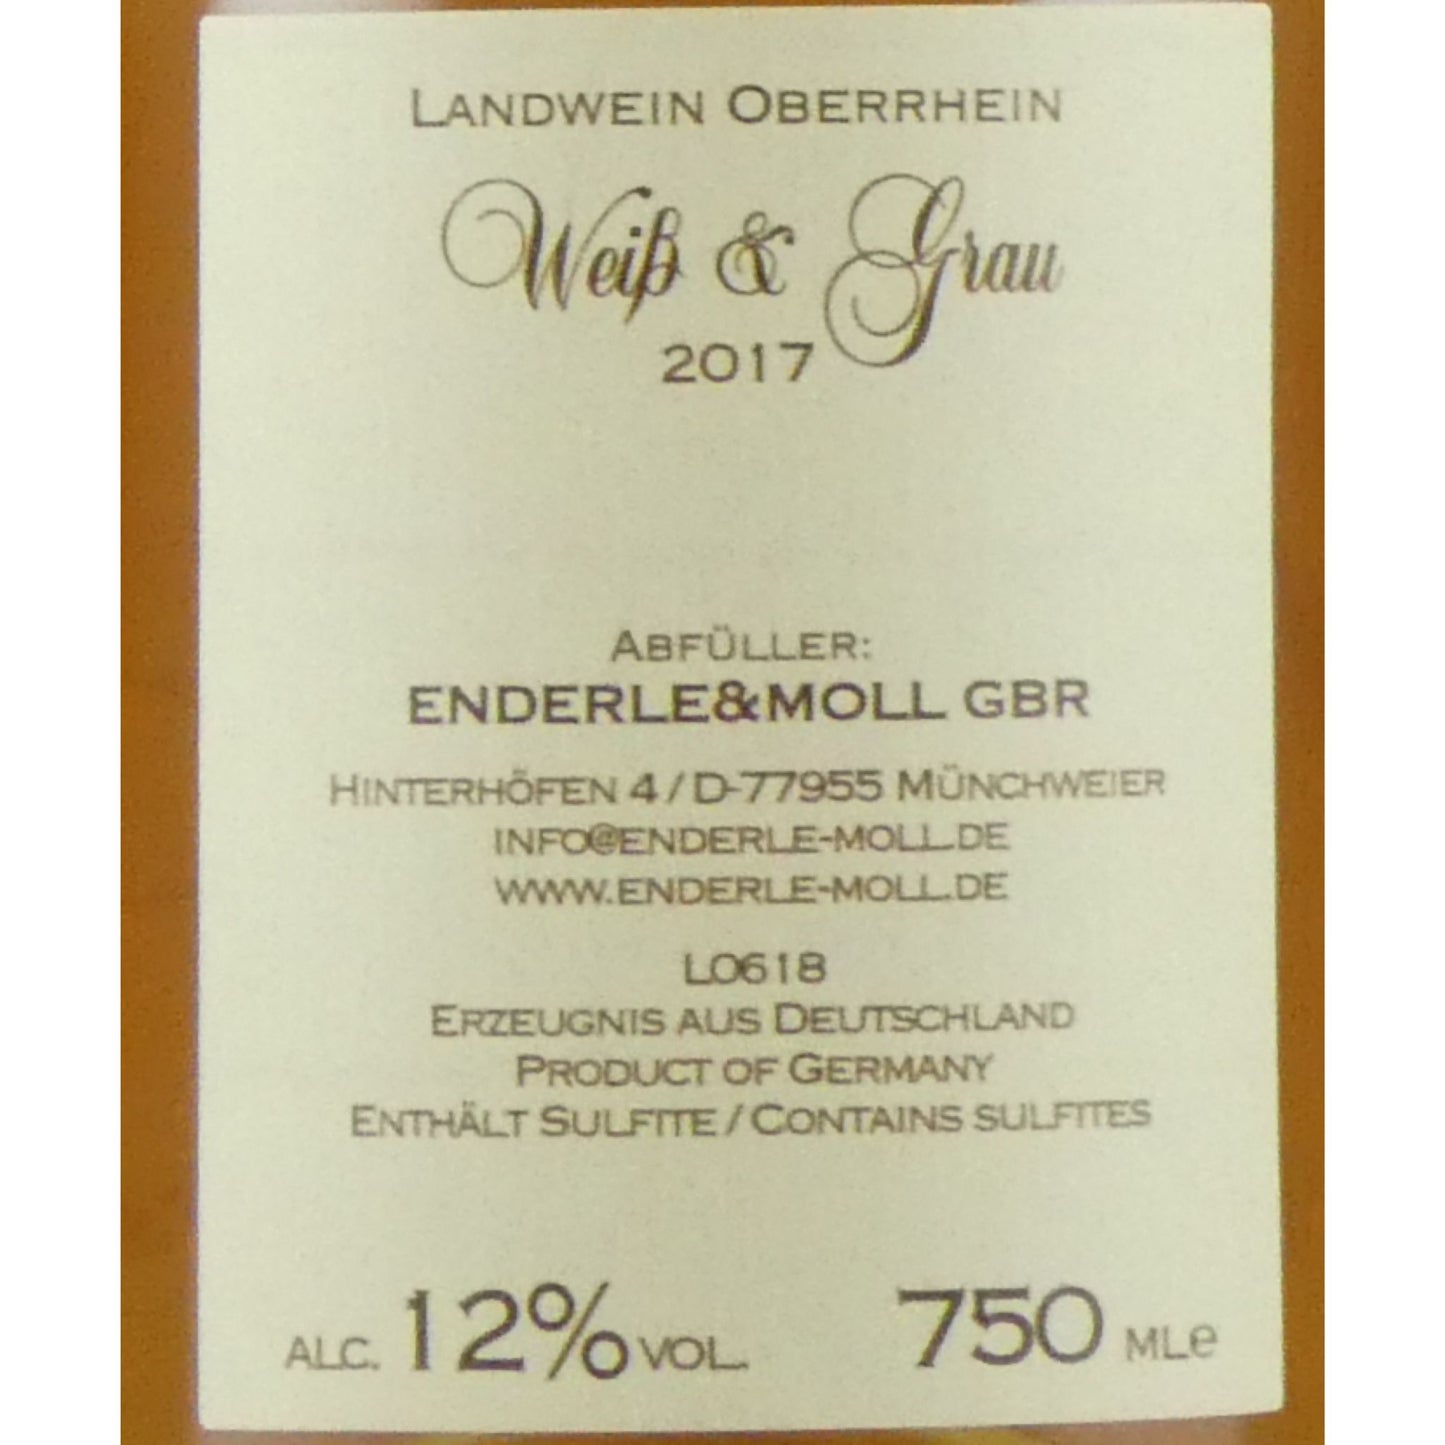 LANDWEIN OBERRHEIN
Weiß & Grau
2017
ABFÜLLER:
ENDERLE&MOLL GBR
HINTERHÖFEN 4 / D-77955 MÜNCHWEIER
INFO@ENDERLE-MOLL.DE
WWW.ENDERLE-MOLL.DE
L0618
ERZEUGNIS AUS DEUTSCHLAND
PRODUCT OF GERMANY
ENTHÄLT SULFITE / CONTAINS SULFITES
ALC. 12% VOL. 750 MLe